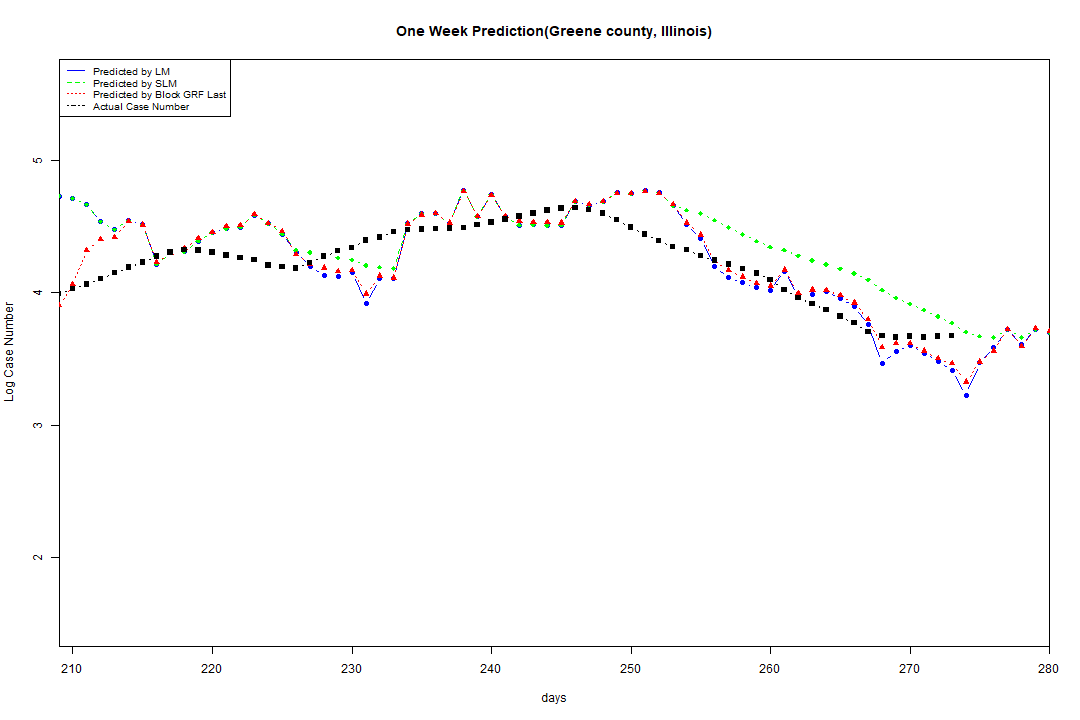 One Week Prediction(Greene county, Illinois)
Predicted by LM
Predicted by SLM
Predicted by Block GRF Last
Actual Case Number
5
4
3
2
Log Case Number
210 220 230 240 250 260 270 280
days